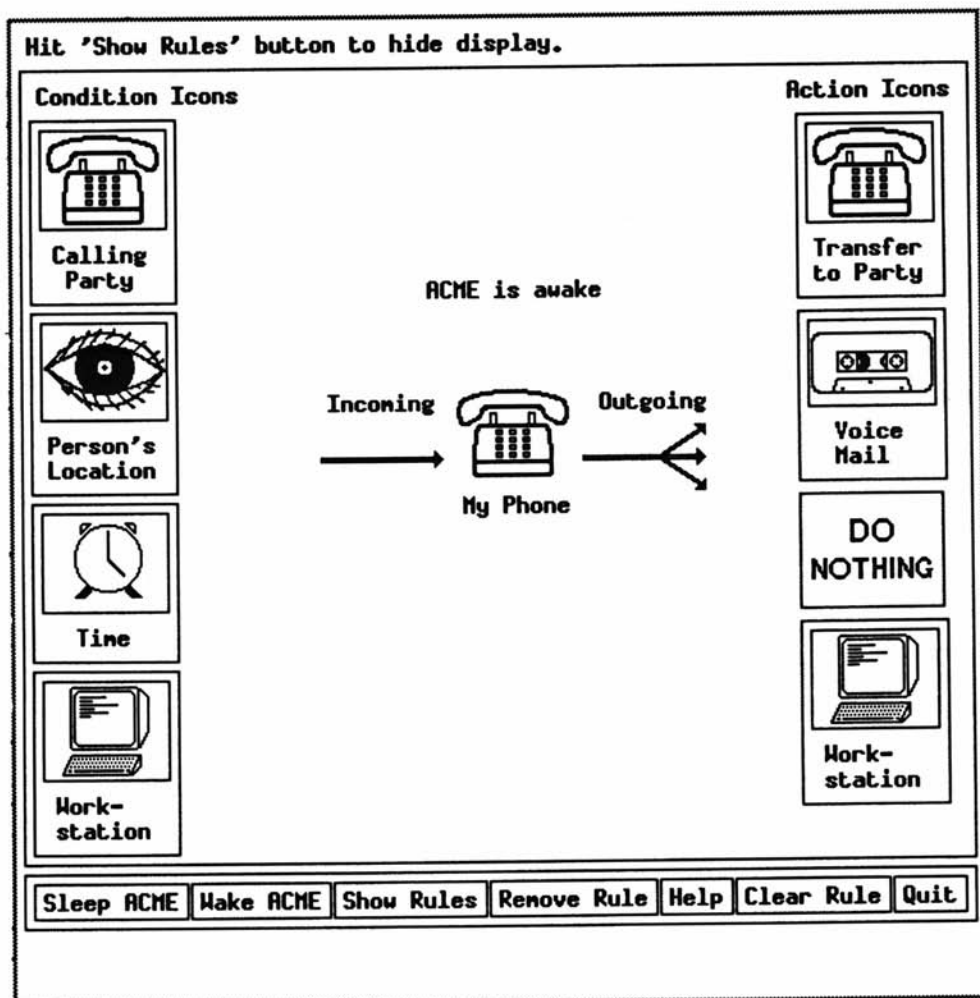 Hit 'Show Rules' button to hide display.
Condition Icons
Action Icons
Calling
Party
Person's
Location
Time
Work-
station
ACME is awake
Incoming
Outgoing
My Phone
Transfer
to Party
Voice
Mail
DO
NOTHING
Work-
station
Sleep ACME
Wake ACME
Show Rules
Remove Rule
Help
Clear Rule
Quit